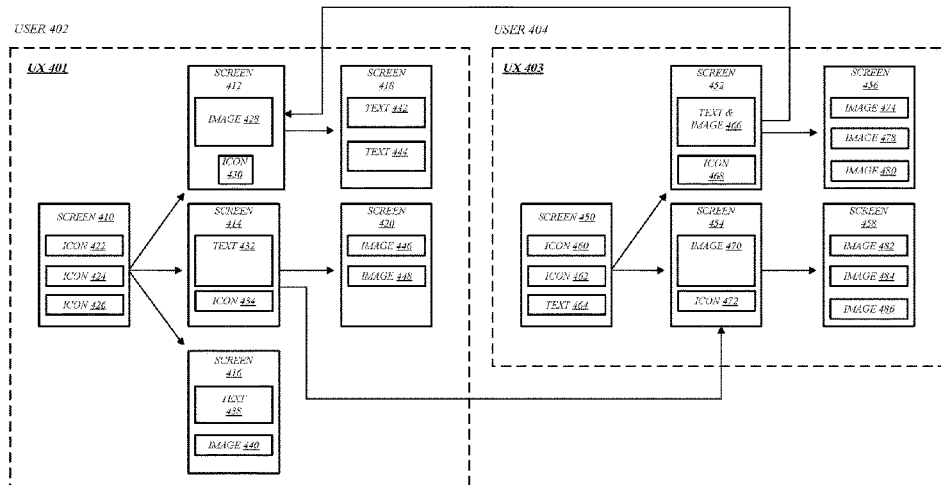 USER 402
UX 401
SCREEN
412
IMAGE 428
ICON
430
SCREEN
418
TEXT 442
TEXT 444
SCREEN 410
ICON 422
ICON 424
ICON 426
SCREEN
414
TEXT 432
ICON 434
SCREEN
420
IMAGE 446
IMAGE 448
SCREEN
416
TEXT
438
IMAGE 440
USER 404
UX 403
SCREEN
452
TEXT &
IMAGE 466
ICON
468
SCREEN
456
IMAGE 474
IMAGE 478
IMAGE 480
SCREEN 450
ICON 460
ICON 462
TEXT 464
SCREEN
454
IMAGE 470
ICON 472
SCREEN
458
IMAGE 482
IMAGE 484
IMAGE 486